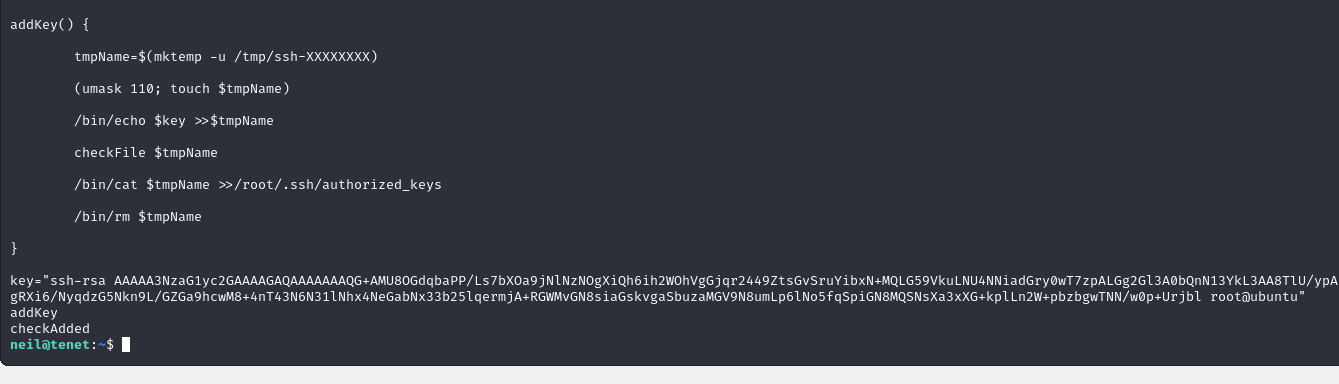 addKey() {
tmpName=$(mktemp -u /tmp/ssh-XXXXXXXX)
(umask 110; touch $tmpName)
/bin/echo $key >>$tmpName
checkFile $tmpName
/bin/cat $tmpName >>/root/.ssh/authorized_keys
/bin/rm $tmpName
}
key="ssh-rsa AAAAA3NzaG1yc2GAAAAGAQAAAAAAAQG+AMU8OGdqbaPP/Ls7bXOa9jNlNzNOgXiQh6ih2WOhVgGjqr2449ZtsGvSruYibxN+MQLG59VkuLNU4NNiadGry0wT7zpALGg2Gl3A0bQnN13YkL3AA8TlU/ypA
gRXi6/NyqdzG5Nkn9L/GZGa9hcwM8+4nT43N6N31lNhx4NeGabNx33b25lqermjA+RGWMvGN8siaGskvgaSbuzaMGV9N8umLp6lNo5fqSpiGN8MQSNsXa3xXG+kplLn2W+pbzbgwTNN/w0p+Urjbl root@ubuntu"
addKey
checkAdded
neil@tenet:~$